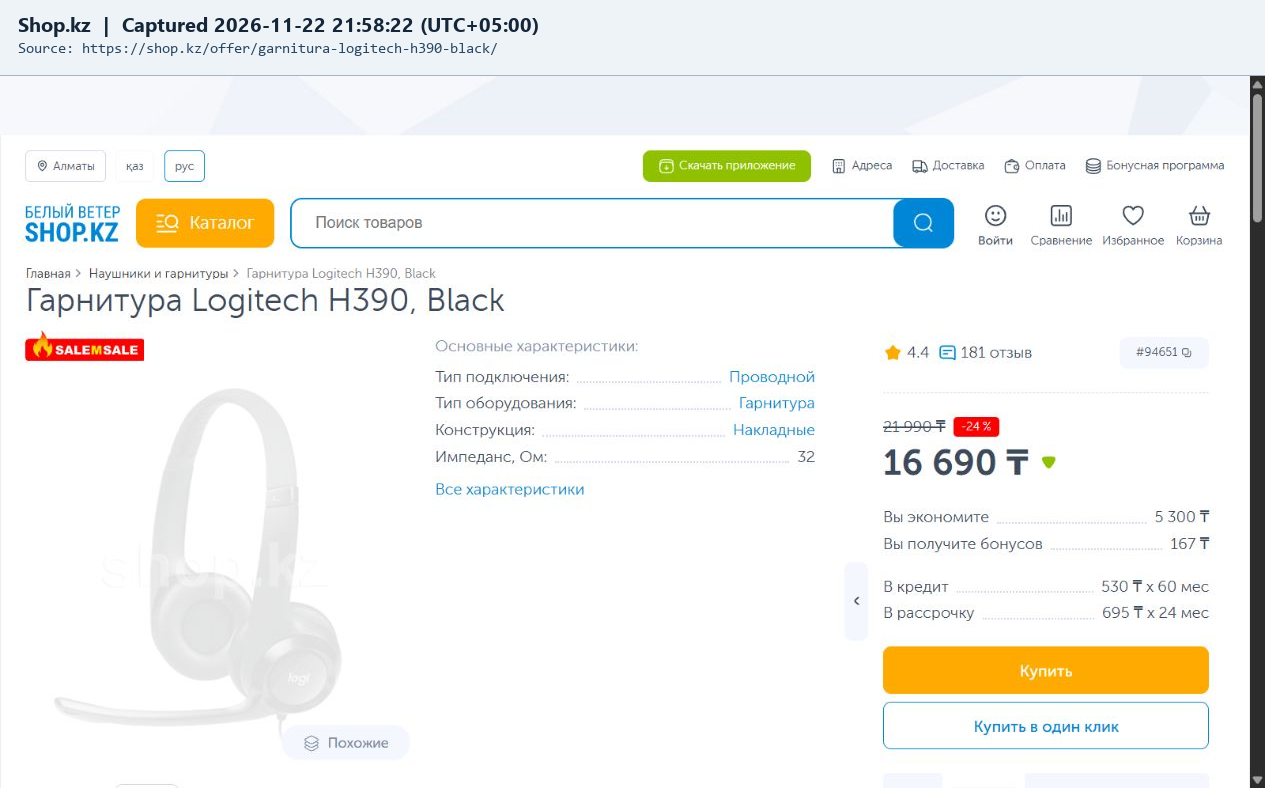 Shop.kz | Captured 2026-11-22 21:58:22 (UTC+05:00)
Source: https://shop.kz/offer/garnitura-logitech-h390-black/
Алматы қаз рус Скачать приложение Адреса Доставка Оплата Бонусная программа
БЕЛЫЙ ВЕТЕР
SHOP.KZ
Каталог
Поиск товаров
Войти Сравнение Избранное Корзина
Главная > Наушники и гарнитуры > Гарнитура Logitech H390, Black
Гарнитура Logitech H390, Black
SALEMSALE
shop.kz
logi
Похожие
Основные характеристики:
Тип подключения: Проводной
Тип оборудования: Гарнитура
Конструкция: Накладные
Импеданс, Ом: 32
Все характеристики
4.4 181 отзыв #94651
21 990 ₸ -24 %
16 690 ₸
Вы экономите 5 300 ₸
Вы получите бонусов 167 ₸
В кредит 530 ₸ x 60 мес
В рассрочку 695 ₸ x 24 мес
Купить
Купить в один клик